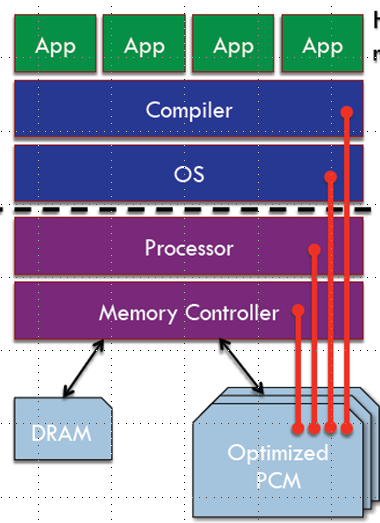 App App App App
Compiler
OS
Processor
Memory Controller
DRAM
Optimized
PCM